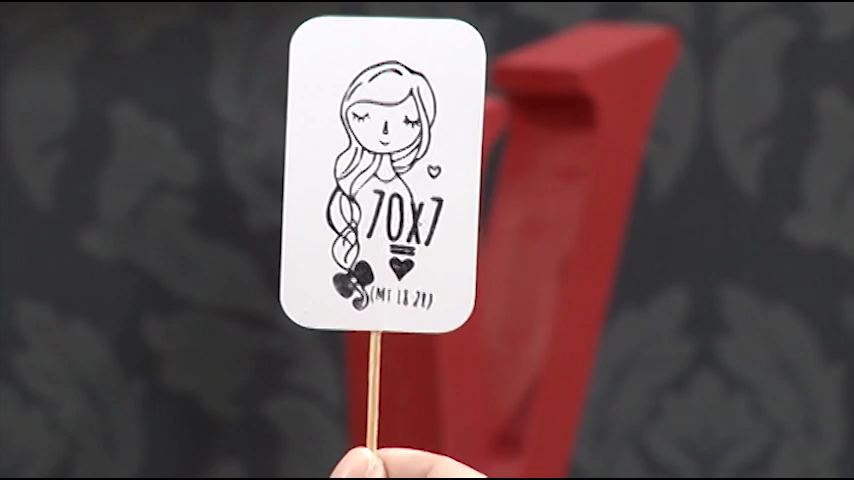 70x7
=
(Mt 18 21)